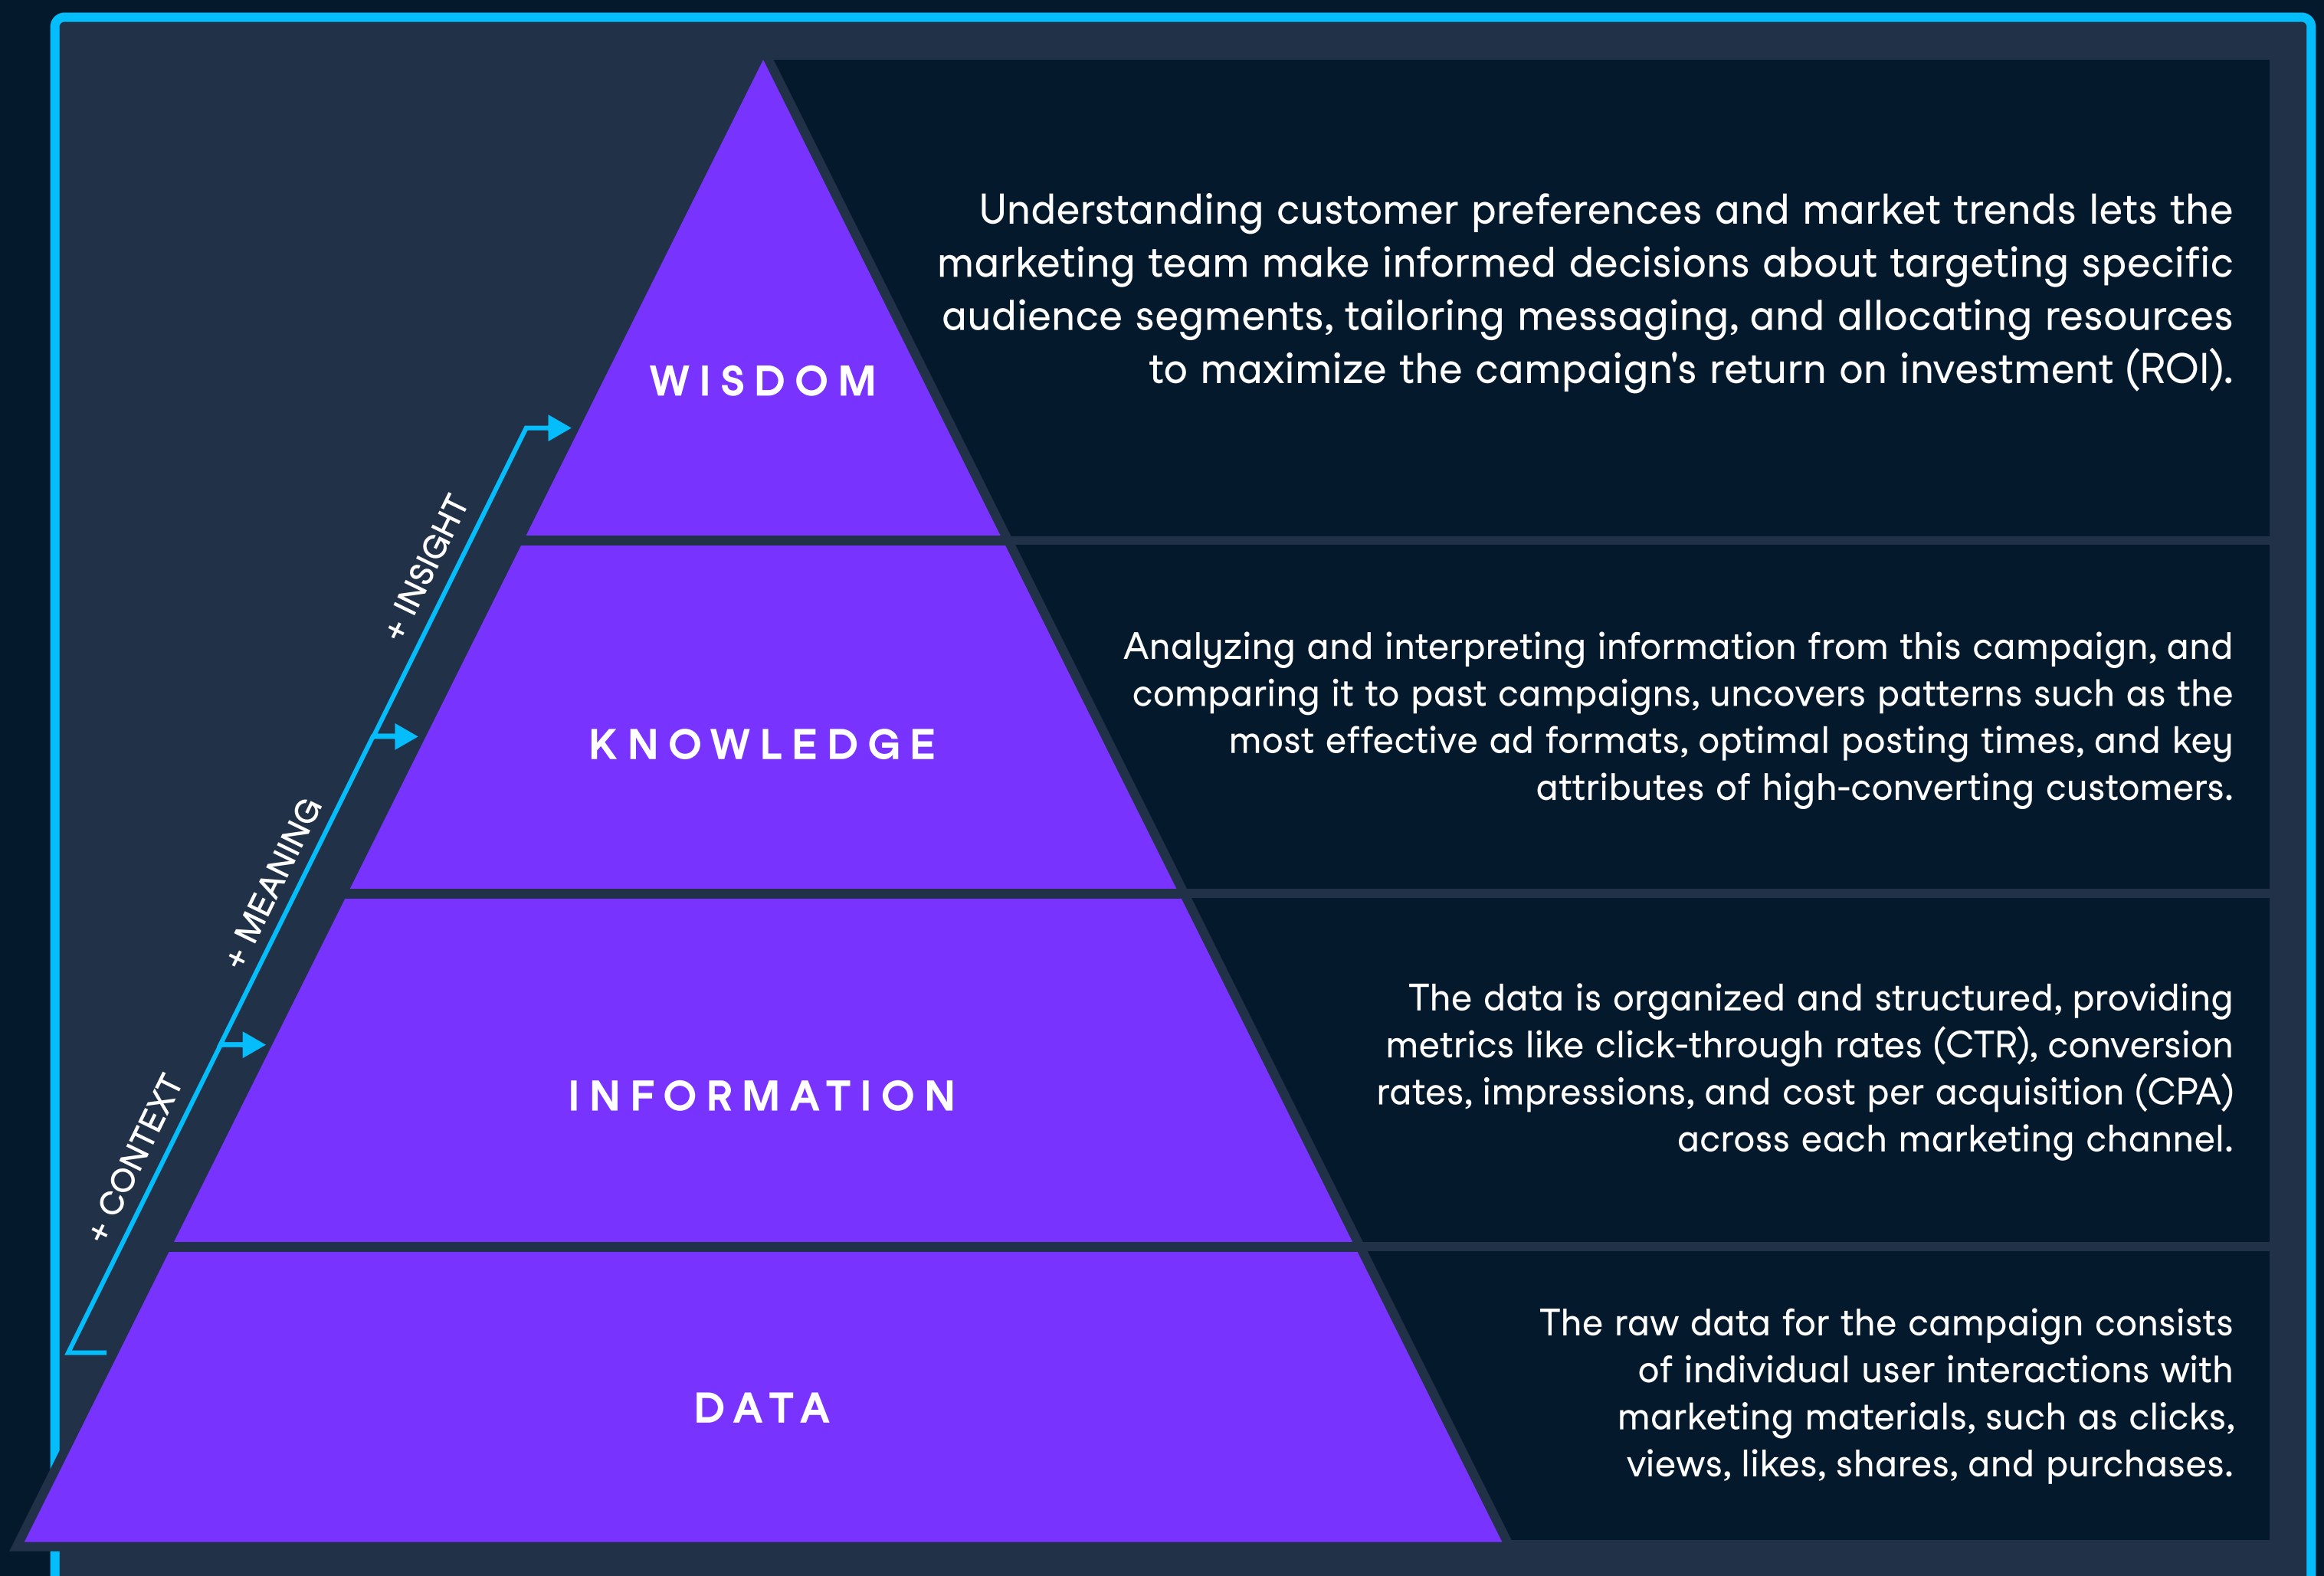 Understanding customer preferences and market trends lets the
marketing team make informed decisions about targeting specific
audience segments, tailoring messaging, and allocating resources
to maximize the campaign's return on investment (ROI).
WISDOM
+ INSIGHT
Analyzing and interpreting information from this campaign, and
comparing it to past campaigns, uncovers patterns such as the
most effective ad formats, optimal posting times, and key
attributes of high-converting customers.
KNOWLEDGE
+ MEANING
The data is organized and structured, providing
metrics like click-through rates (CTR), conversion
rates, impressions, and cost per acquisition (CPA)
across each marketing channel.
INFORMATION
+ CONTEXT
The raw data for the campaign consists
of individual user interactions with
marketing materials, such as clicks,
views, likes, shares, and purchases.
DATA